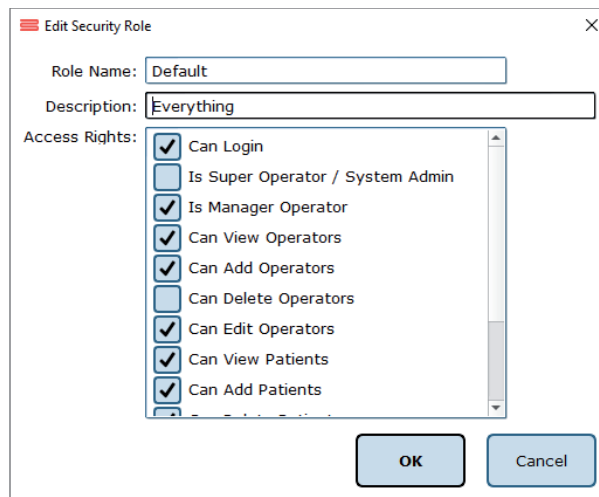 Edit Security Role
Role Name: Default
Description: Everything
Access Rights:
Can Login
Is Super Operator / System Admin
Is Manager Operator
Can View Operators
Can Add Operators
Can Delete Operators
Can Edit Operators
Can View Patients
Can Add Patients
OK Cancel